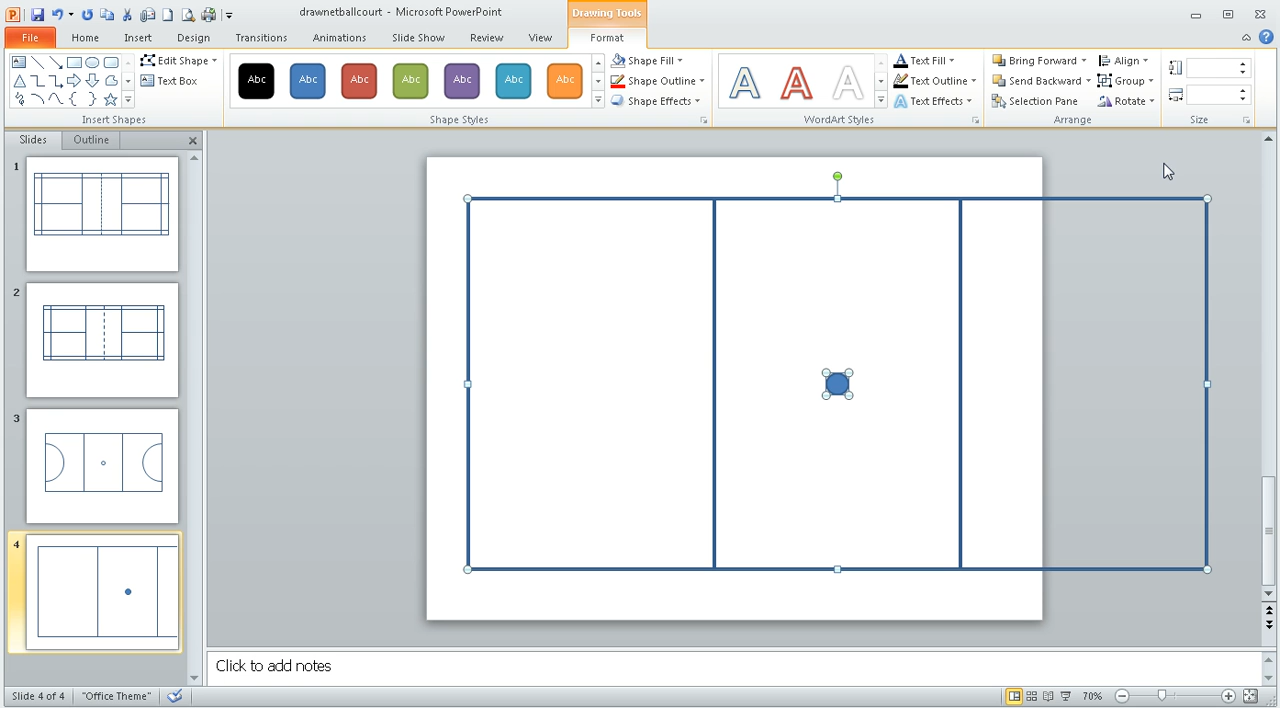 drawnetballcourt - Microsoft PowerPoint
Drawing Tools
File Home Insert Design Transitions Animations Slide Show Review View Format
Edit Shape
Text Box
Insert Shapes
Abc Abc Abc Abc Abc Abc Abc
Shape Fill
Shape Outline
Shape Effects
Shape Styles
A A A
Text Fill
Text Outline
Text Effects
WordArt Styles
Bring Forward
Send Backward
Selection Pane
Align
Group
Rotate
Arrange
Size
Slides Outline
1
2
3
4
Click to add notes
Slide 4 of 4 "Office Theme" 70%